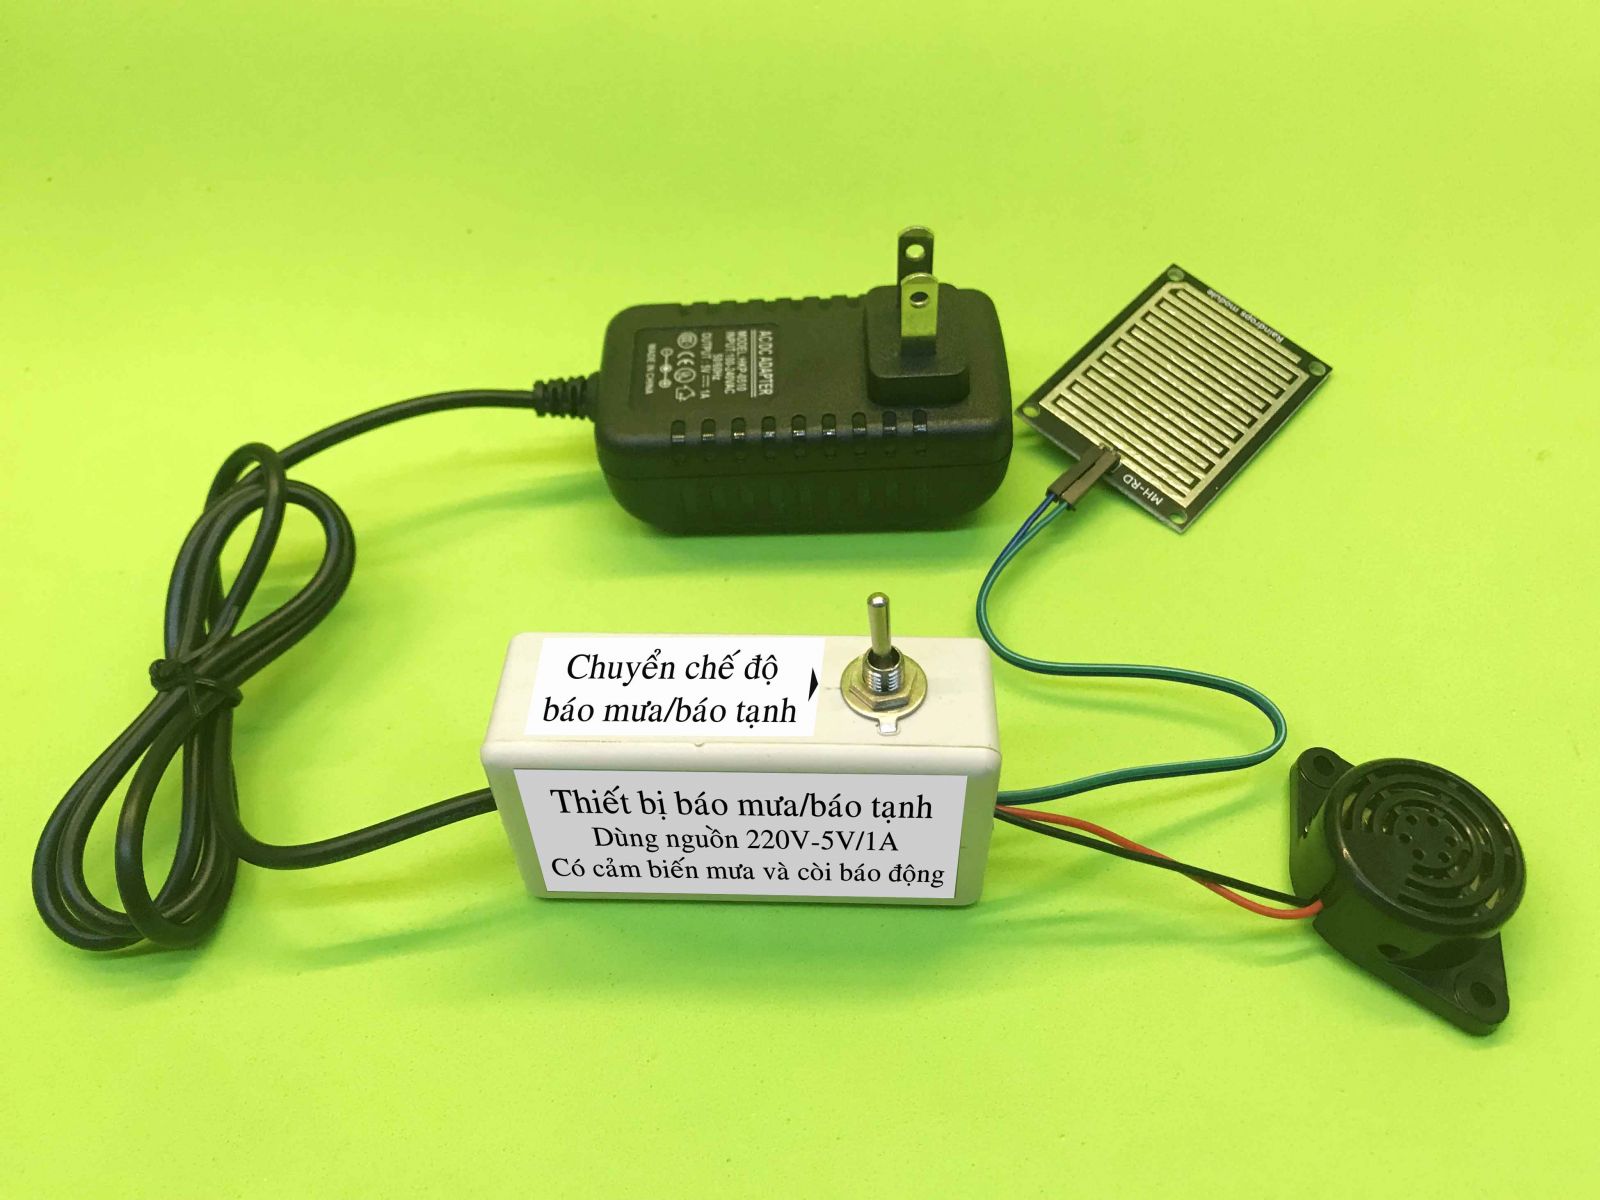 AC/DC ADAPTER
MODEL: HKP-0510
INPUT: 100-240VAC
50/60Hz
OUTPUT: 5V 1A
CE
MADE IN CHINA
Raindrops module
MH-RD
Chuyển chế độ
báo mưa/báo tạnh
Thiết bị báo mưa/báo tạnh
Dùng nguồn 220V-5V/1A
Có cảm biến mưa và còi báo động